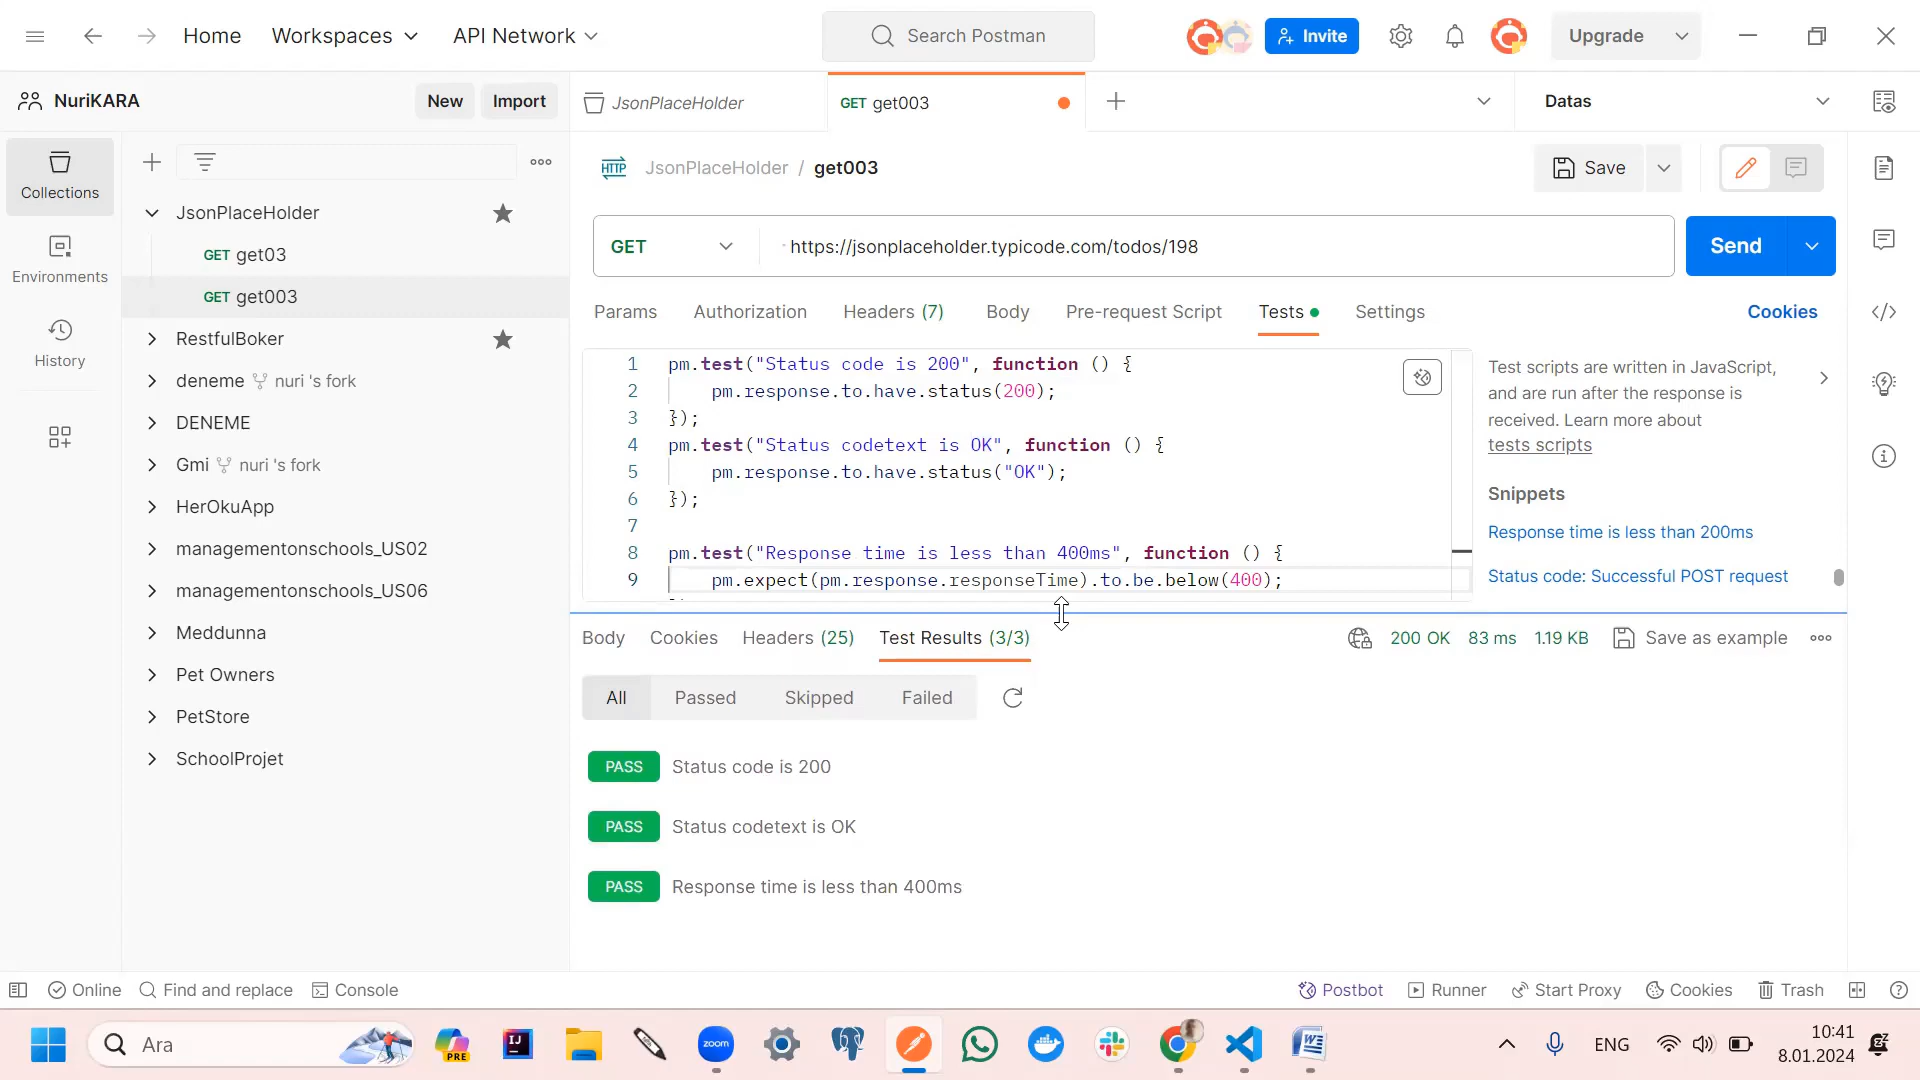 Home
Workspaces
API Network
Search Postman
Invite
Upgrade
NuriKARA
New
Import
JsonPlaceHolder
GET get003
Datas
Collections
Environments
History
JsonPlaceHolder
GET get03
GET get003
RestfulBoker
deneme nuri 's fork
DENEME
Gmi nuri 's fork
HerOkuApp
managementonschools_US02
managementonschools_US06
Meddunna
Pet Owners
PetStore
SchoolProjet
HTTP JsonPlaceHolder / get003
Save
GET
https://jsonplaceholder.typicode.com/todos/198
Send
Params Authorization Headers (7) Body Pre-request Script Tests Settings
Cookies
1 pm.test("Status code is 200", function () {
2 pm.response.to.have.status(200);
3 });
4 pm.test("Status codetext is OK", function () {
5 pm.response.to.have.status("OK");
6 });
7
8 pm.test("Response time is less than 400ms", function () {
9 pm.expect(pm.response.responseTime).to.be.below(400);
Test scripts are written in JavaScript,
and are run after the response is
received. Learn more about
tests scripts
Snippets
Response time is less than 200ms
Status code: Successful POST request
Body Cookies Headers (25) Test Results (3/3)
200 OK 83 ms 1.19 KB Save as example
All Passed Skipped Failed
PASS Status code is 200
PASS Status codetext is OK
PASS Response time is less than 400ms
Online Find and replace Console
Postbot Runner Start Proxy Cookies Trash
Ara
PRE
IJ
zoom
ENG
10:41
8.01.2024